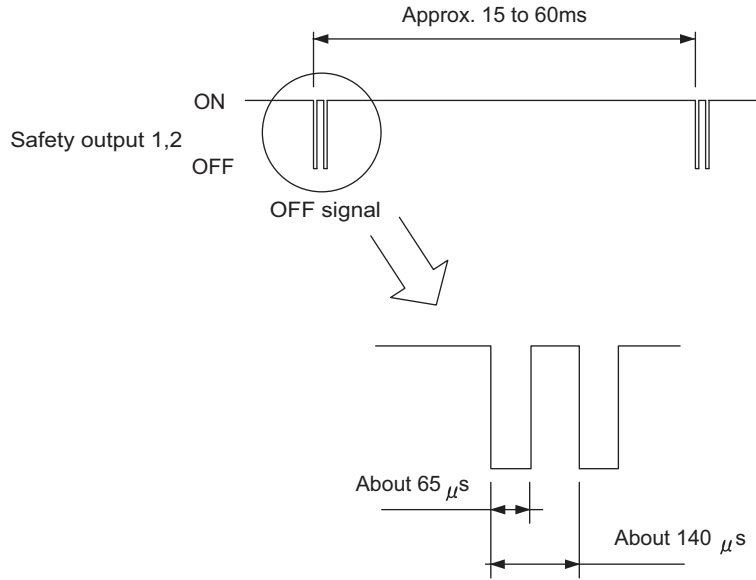 Approx. 15 to 60ms
ON
Safety output 1,2
OFF
OFF signal
About 65 μs
About 140 μs